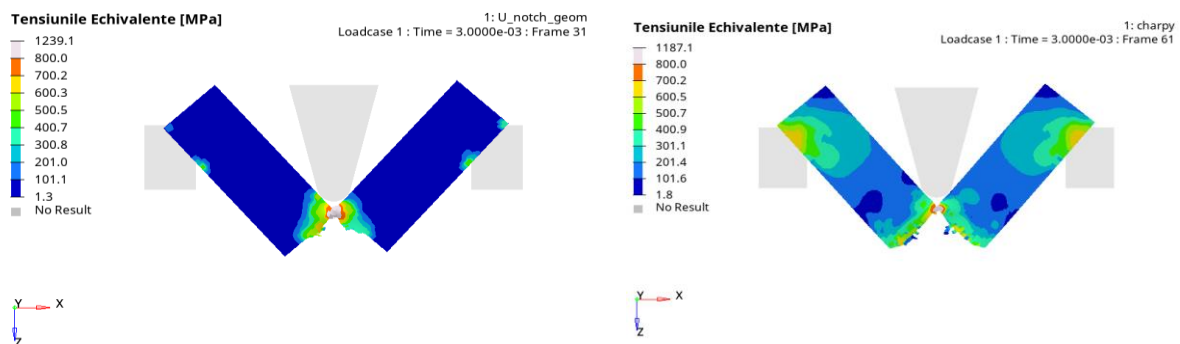 Tensiunile Echivalente [MPa]
1: U_notch_geom
Loadcase 1 : Time = 3.0000e-03 : Frame 31
1239.1
800.0
700.2
600.3
500.5
400.7
300.8
201.0
101.1
1.3
No Result
Y
X
Z
Tensiunile Echivalente [MPa]
1: charpy
Loadcase 1 : Time = 3.0000e-03 : Frame 61
1187.1
800.0
700.2
600.5
500.7
400.9
301.1
201.4
101.6
1.8
No Result
Y
X
Z